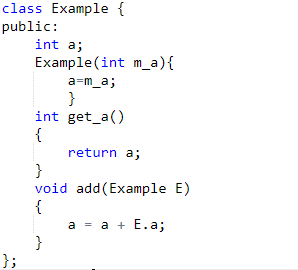 class Example {
public:
    int a;
    Example(int m_a){
        a=m_a;
        }
    int get_a()
    {
        return a;
    }
    void add(Example E)
    {
        a = a + E.a;
    }
};